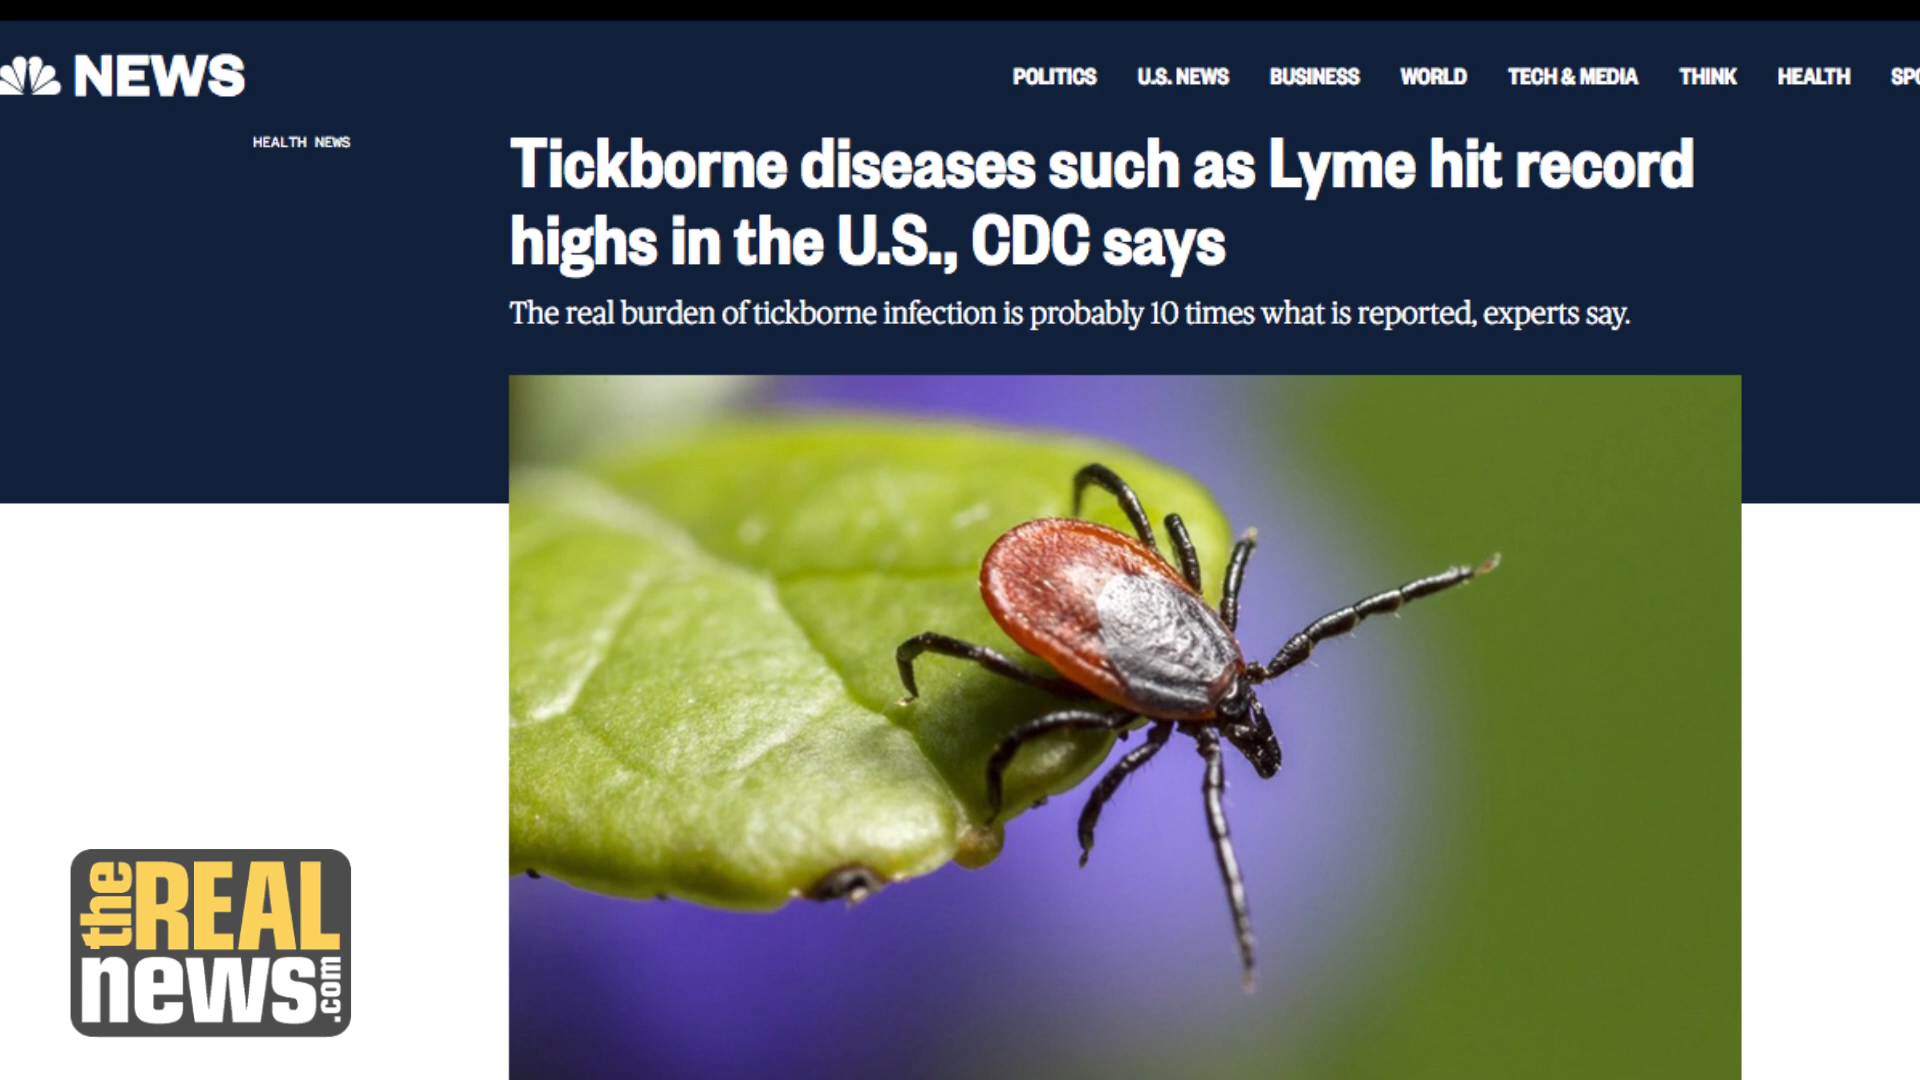 NEWS
POLITICS U.S. NEWS BUSINESS WORLD TECH & MEDIA THINK HEALTH SPO
HEALTH NEWS
Tickborne diseases such as Lyme hit record
highs in the U.S., CDC says
The real burden of tickborne infection is probably 10 times what is reported, experts say.
the REAL
news.com